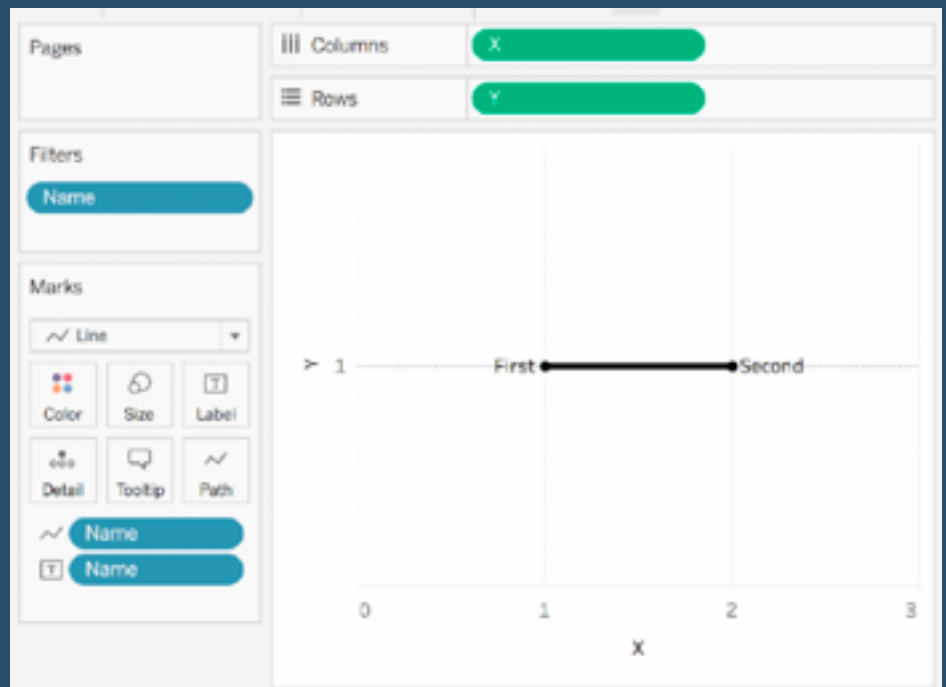 Pages
Columns
X
Rows
Y
Filters
Name
Marks
Line
Color
Size
Label
Detail
Tooltip
Path
Name
T Name
Y
1
First
Second
0 1 2 3
X